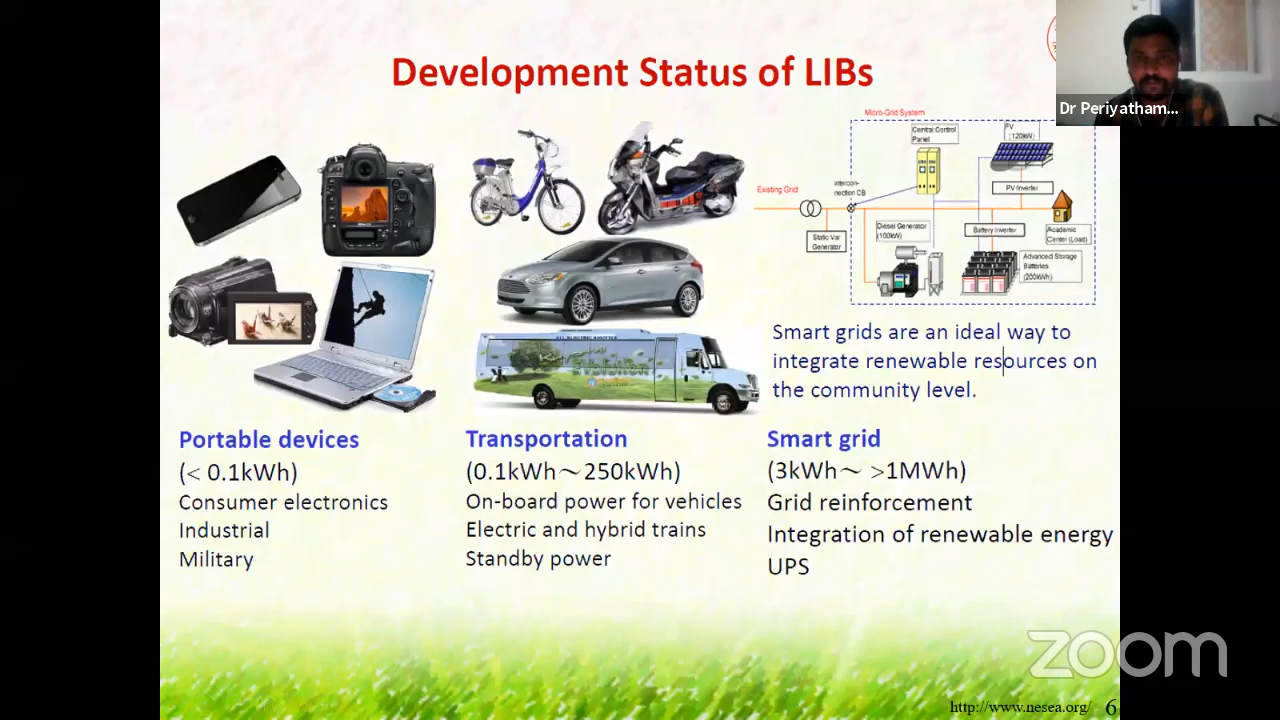 Development Status of LIBs
Dr Periyatham...
Micro-Grid System
Central Control
Panel
PV
(120kW)
PV Inverter
Existing Grid
intercon-
nection CB
Static Var
Generator
Diesel Generator
(100kW)
Battery Inverter
Academic
Center (Load)
Advanced Storage
Batteries
(200kWh)
Smart grids are an ideal way to
integrate renewable resources on
the community level.
Portable devices
(< 0.1kWh)
Consumer electronics
Industrial
Military
Transportation
(0.1kWh～250kWh)
On-board power for vehicles
Electric and hybrid trains
Standby power
Smart grid
(3kWh～ >1MWh)
Grid reinforcement
Integration of renewable energy
UPS
zoom
http://www.nesea.org/ 6